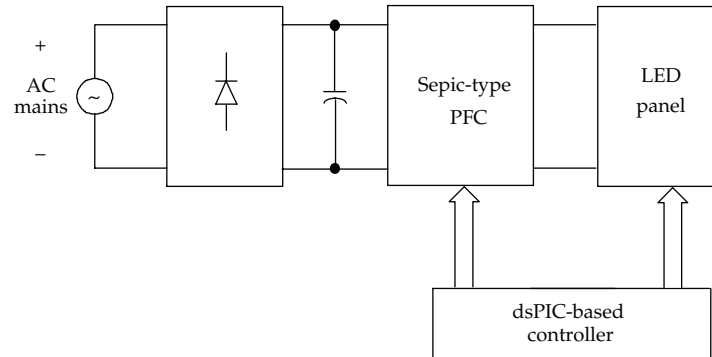 +
AC
mains
~
−
Sepic-type
PFC
LED
panel
dsPIC-based
controller